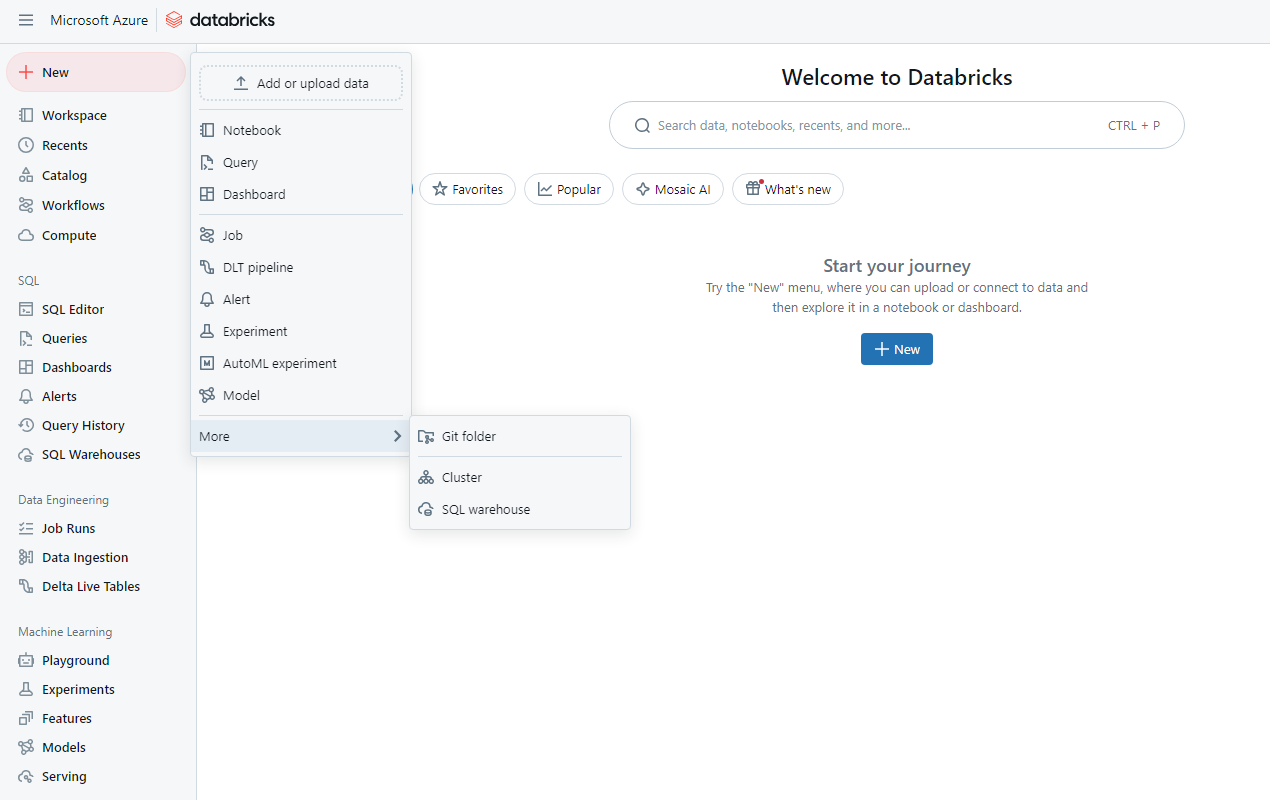 Microsoft Azure
databricks
New
Workspace
Recents
Catalog
Workflows
Compute
SQL
SQL Editor
Queries
Dashboards
Alerts
Query History
SQL Warehouses
Data Engineering
Job Runs
Data Ingestion
Delta Live Tables
Machine Learning
Playground
Experiments
Features
Models
Serving
Add or upload data
Notebook
Query
Dashboard
Job
DLT pipeline
Alert
Experiment
AutoML experiment
Model
More
Git folder
Cluster
SQL warehouse
Welcome to Databricks
Search data, notebooks, recents, and more...
CTRL + P
Favorites
Popular
Mosaic AI
What's new
Start your journey
Try the "New" menu, where you can upload or connect to data and
then explore it in a notebook or dashboard.
New